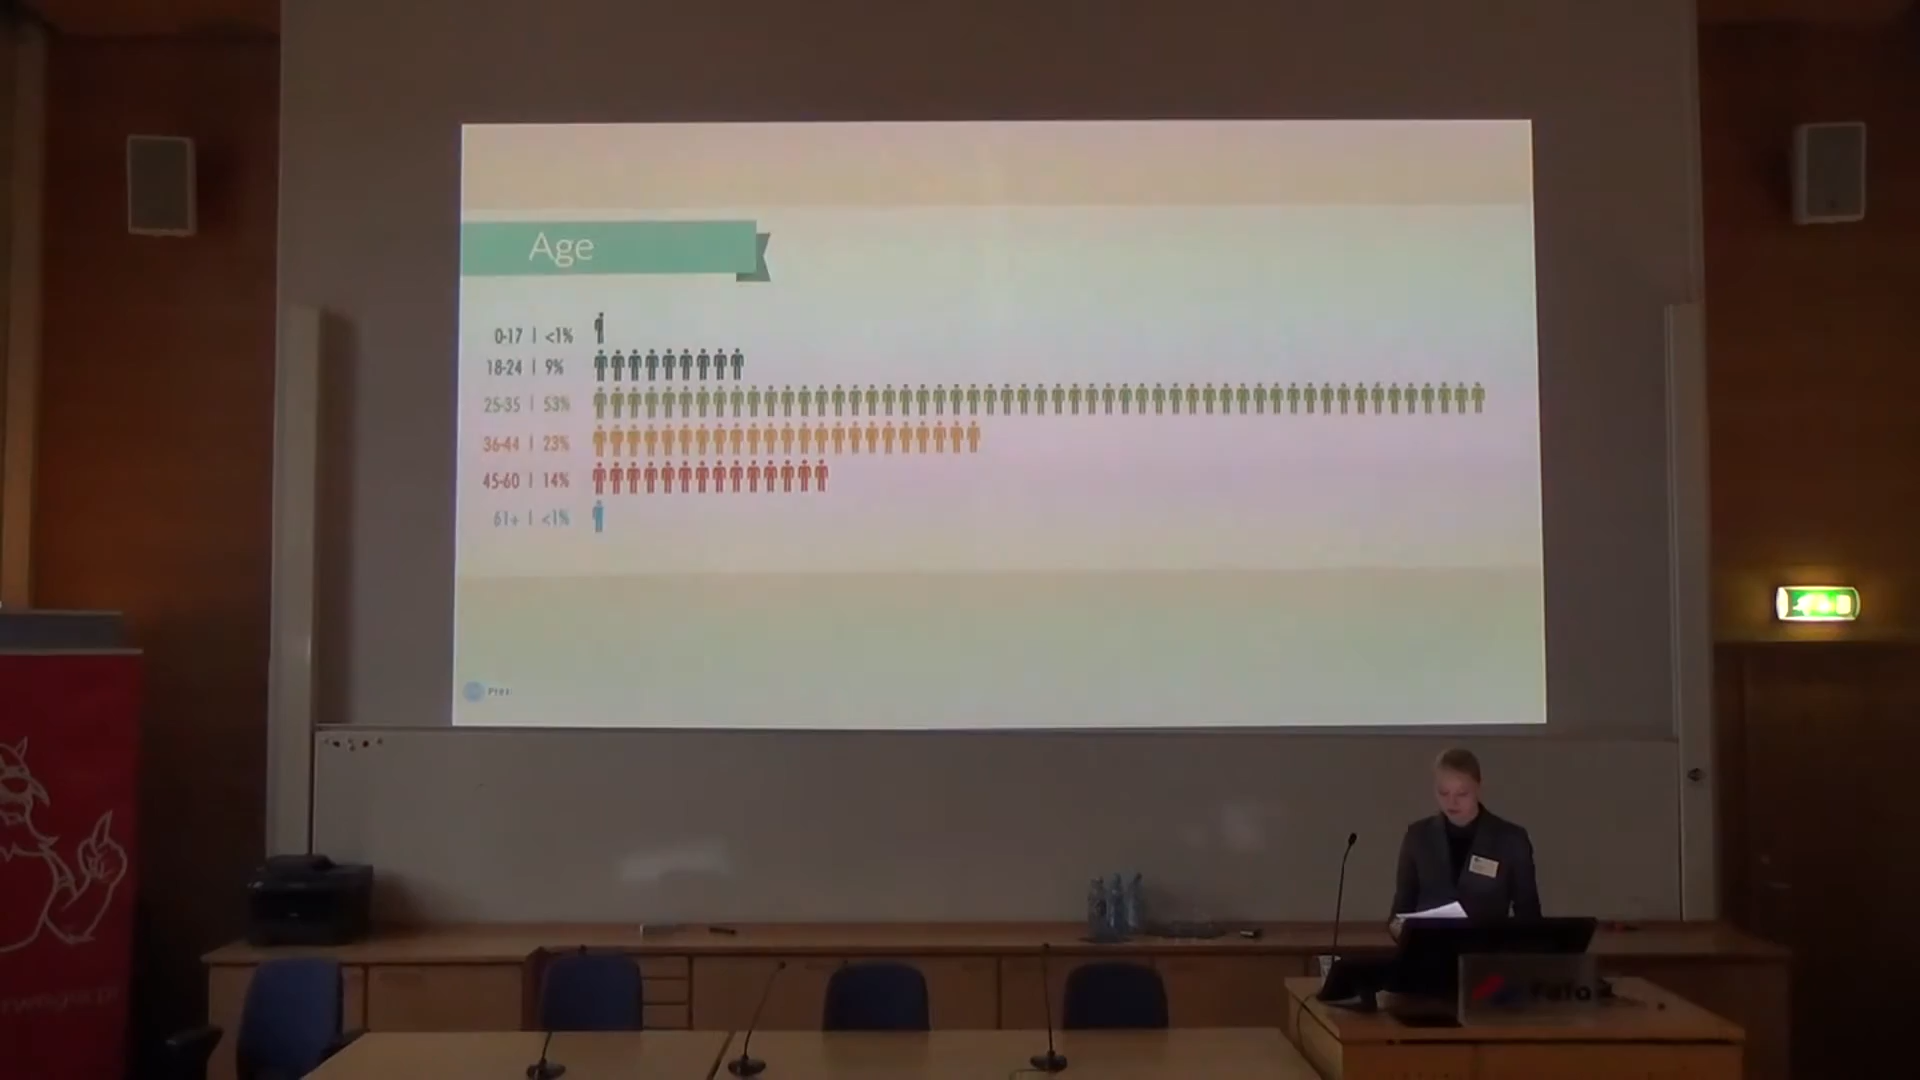 Age
0-17 | <1%
18-24 | 9%
25-35 | 53%
36-44 | 23%
45-60 | 14%
61+ | <1%